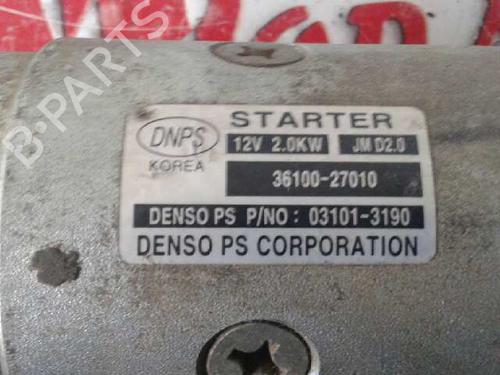 STARTER
DNPS
12V 2.0KW JM D2.0
KOREA
36100-27010
DENSO PS P/NO : 03101-3190
DENSO PS CORPORATION
B-PARTS